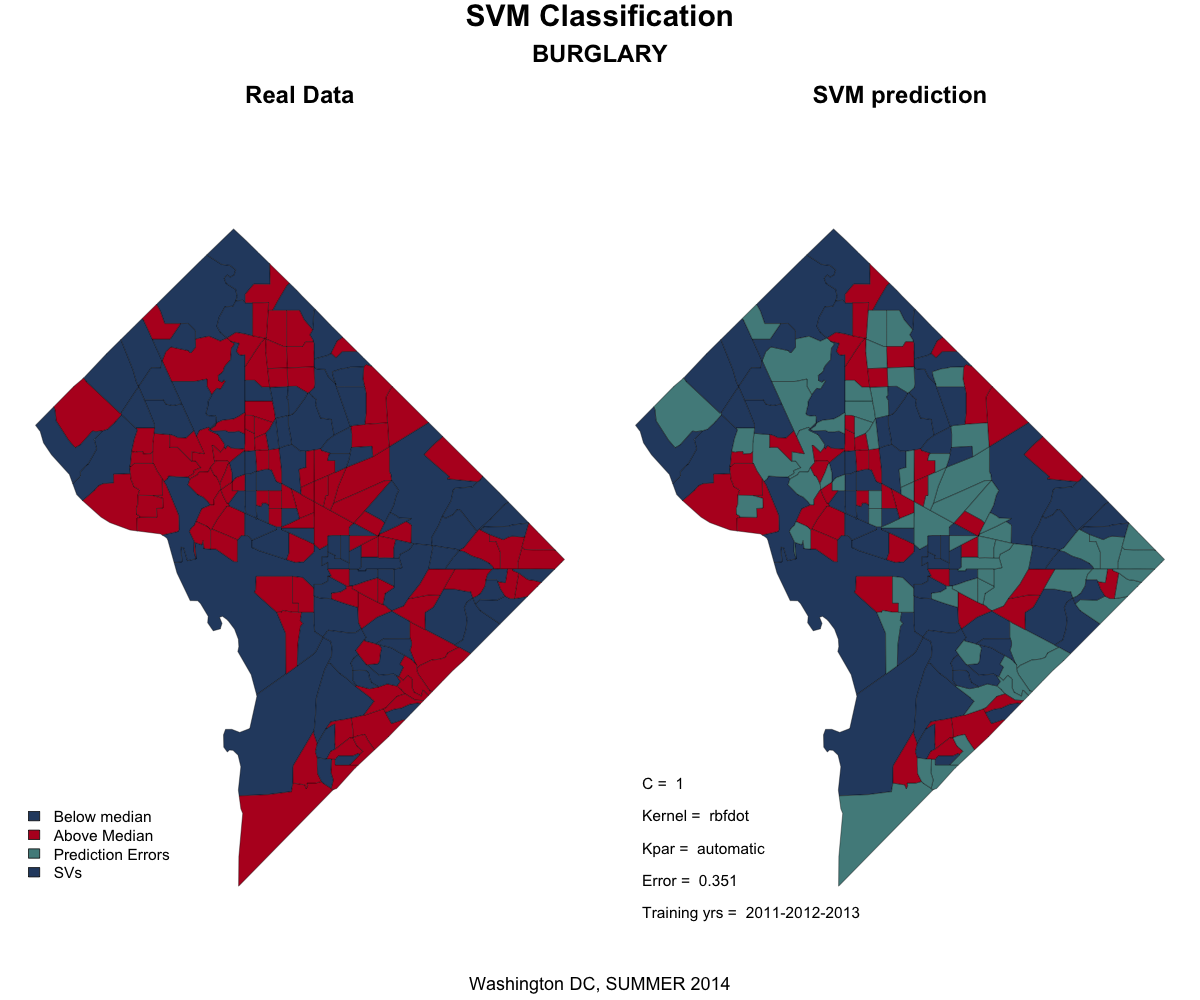 SVM Classification
BURGLARY
Real Data
SVM prediction
Below median
Above Median
Prediction Errors
SVs
C =  1
Kernel =  rbfdot
Kpar =  automatic
Error =  0.351
Training yrs =  2011-2012-2013
Washington DC, SUMMER 2014